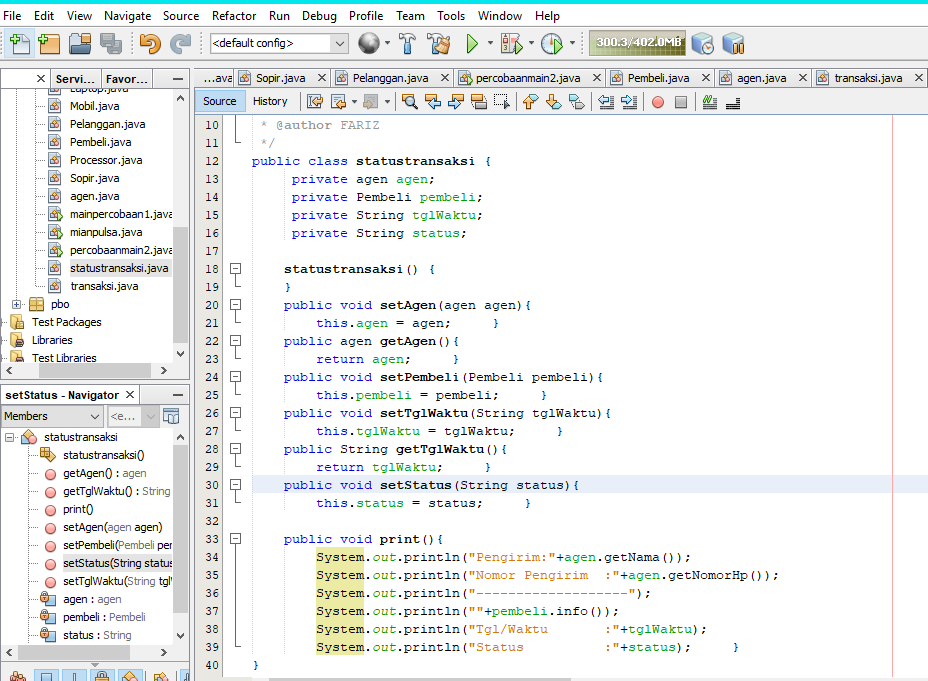 File Edit View Navigate Source Refactor Run Debug Profile Team Tools Window Help
<default config> 300.3/402.0MB
Servi... Favor... ...ava Sopir.java Pelanggan.java percobaanmain2.java Pembeli.java agen.java transaksi.java
Source History
Laptop.java
Mobil.java
Pelanggan.java
Pembeli.java
Processor.java
Sopir.java
agen.java
mainpercobaan1.java
mianpulsa.java
percobaanmain2.java
statustransaksi.java
transaksi.java
pbo
Test Packages
Libraries
Test Libraries
setStatus - Navigator
Members <e...
statustransaksi
statustransaksi()
getAgen() : agen
getTglWaktu() : String
print()
setAgen(agen agen)
setPembeli(Pembeli per
setStatus(String status
setTglWaktu(String tgl
agen : agen
pembeli : Pembeli
status : String
10 * @author FARIZ
11 */
12 public class statustransaksi {
13 private agen agen;
14 private Pembeli pembeli;
15 private String tglWaktu;
16 private String status;
17
18 statustransaksi() {
19 }
20 public void setAgen(agen agen){
21 this.agen = agen; }
22 public agen getAgen(){
23 return agen; }
24 public void setPembeli(Pembeli pembeli){
25 this.pembeli = pembeli; }
26 public void setTglWaktu(String tglWaktu){
27 this.tglWaktu = tglWaktu; }
28 public String getTglWaktu(){
29 return tglWaktu; }
30 public void setStatus(String status){
31 this.status = status; }
32
33 public void print(){
34 System.out.println("Pengirim:"+agen.getNama());
35 System.out.println("Nomor Pengirim :"+agen.getNomorHp());
36 System.out.println("-------------------");
37 System.out.println(""+pembeli.info());
38 System.out.println("Tgl/Waktu :"+tglWaktu);
39 System.out.println("Status :"+status); }
40 }